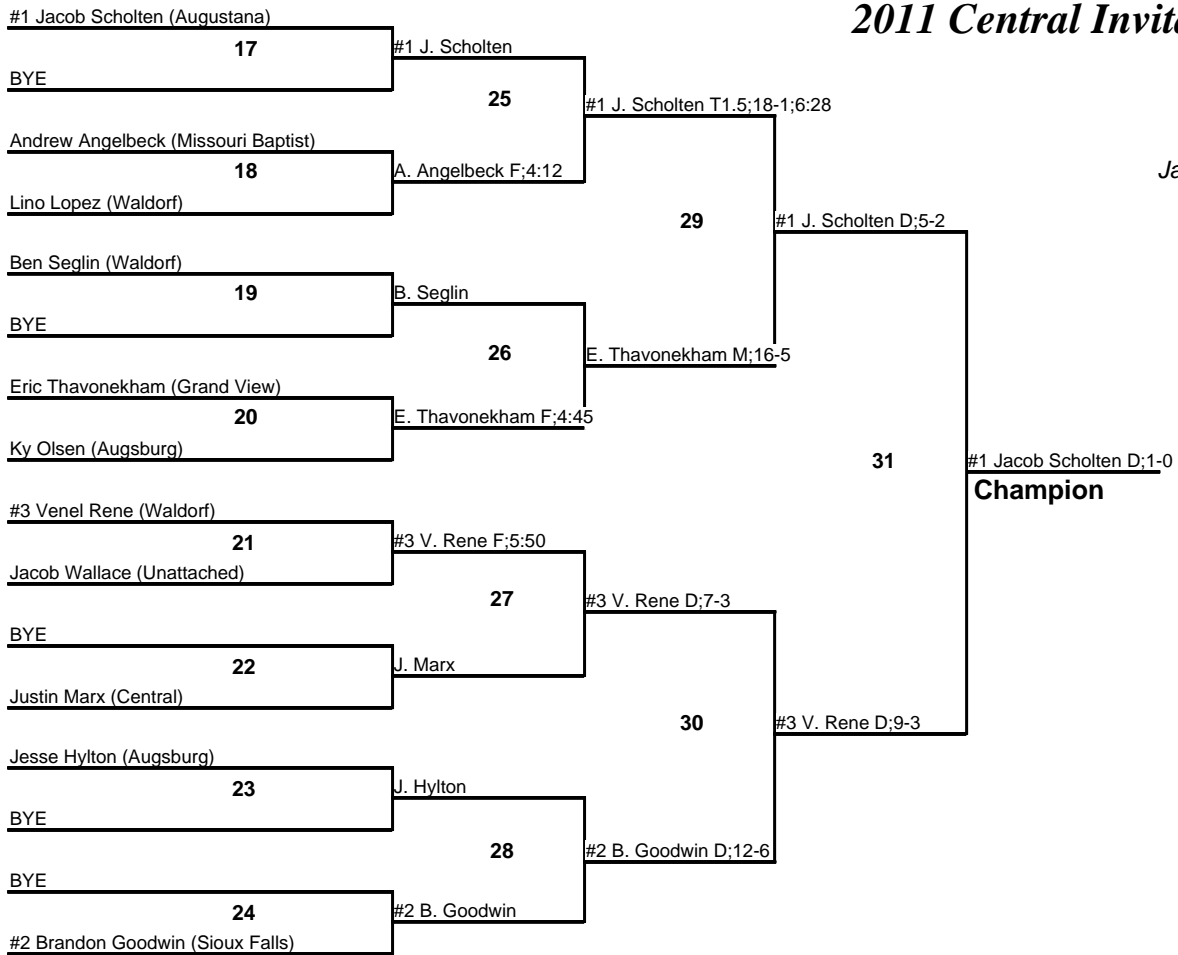 2011 Central Invita
#1 Jacob Scholten (Augustana)
17
#1 J. Scholten
BYE
25
#1 J. Scholten T1.5;18-1;6:28
Andrew Angelbeck (Missouri Baptist)
18
A. Angelbeck F;4:12
Ja
Lino Lopez (Waldorf)
29
#1 J. Scholten D;5-2
Ben Seglin (Waldorf)
19
B. Seglin
BYE
26
E. Thavonekham M;16-5
Eric Thavonekham (Grand View)
20
E. Thavonekham F;4:45
Ky Olsen (Augsburg)
31
#1 Jacob Scholten D;1-0
Champion
#3 Venel Rene (Waldorf)
21
#3 V. Rene F;5:50
Jacob Wallace (Unattached)
27
#3 V. Rene D;7-3
BYE
22
J. Marx
Justin Marx (Central)
30
#3 V. Rene D;9-3
Jesse Hylton (Augsburg)
23
J. Hylton
BYE
28
#2 B. Goodwin D;12-6
BYE
24
#2 B. Goodwin
#2 Brandon Goodwin (Sioux Falls)